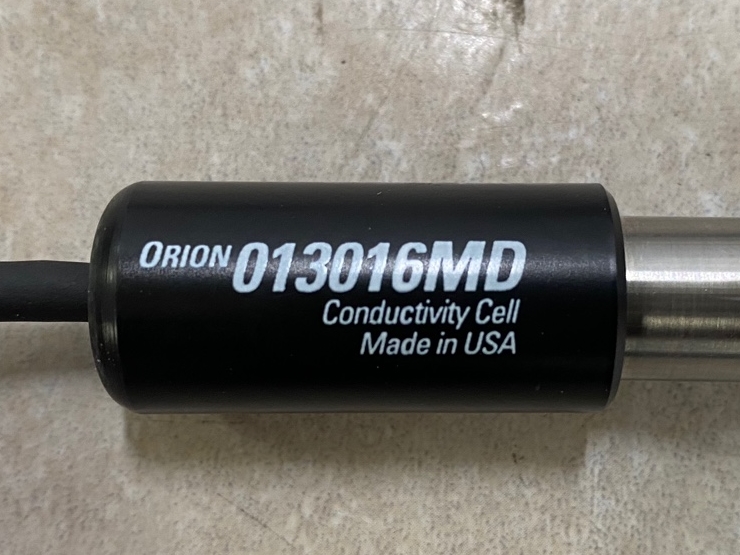 ORION 013016MD
Conductivity Cell
Made in USA